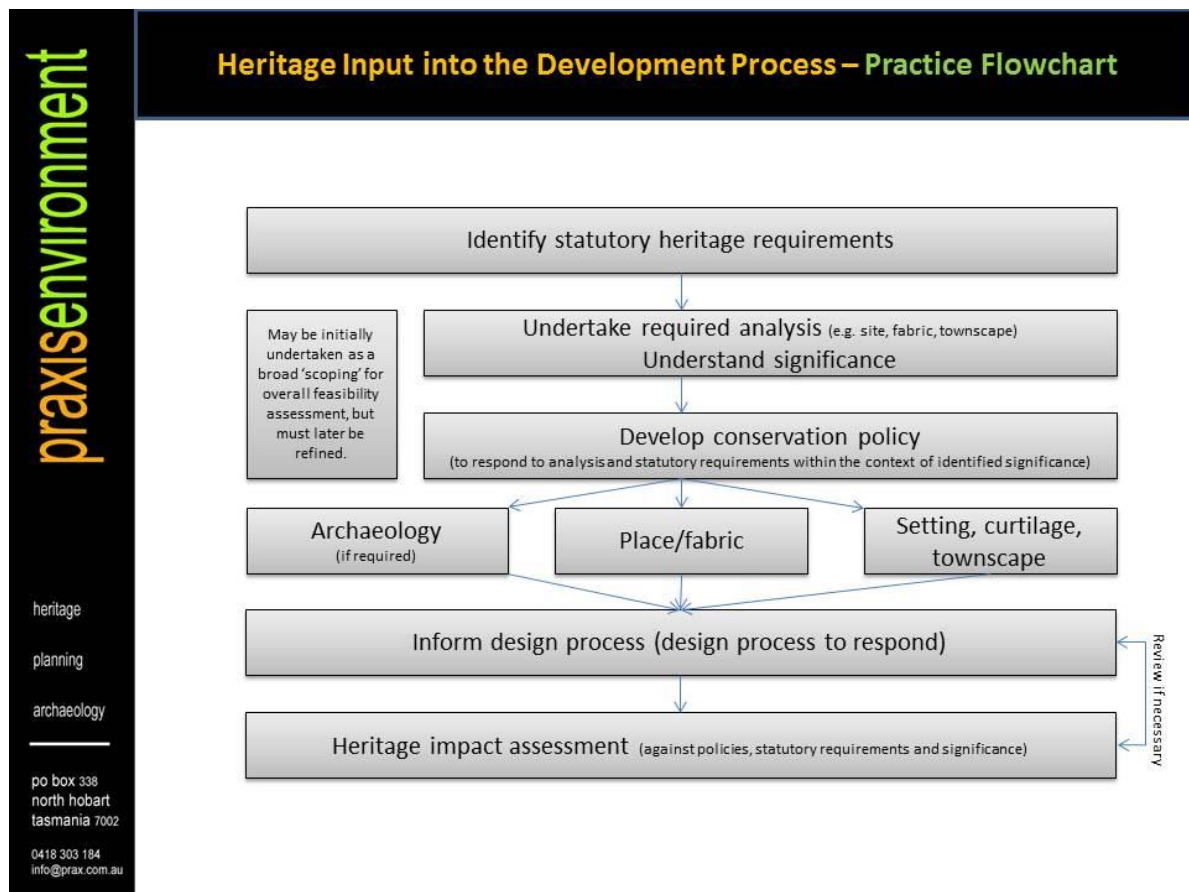 praxisenvironment
heritage
planning
archaeology
po box 338
north hobart
tasmania 7002
0418 303 184
info@prax.com.au
Heritage Input into the Development Process – Practice Flowchart
Identify statutory heritage requirements
May be initially
undertaken as a
broad ‘scoping’ for
overall feasibility
assessment, but
must later be
refined.
Undertake required analysis (e.g. site, fabric, townscape)
Understand significance
Develop conservation policy
(to respond to analysis and statutory requirements within the context of identified significance)
Archaeology
(if required)
Place/fabric
Setting, curtilage,
townscape
Inform design process (design process to respond)
Heritage impact assessment (against policies, statutory requirements and significance)
Review if necessary